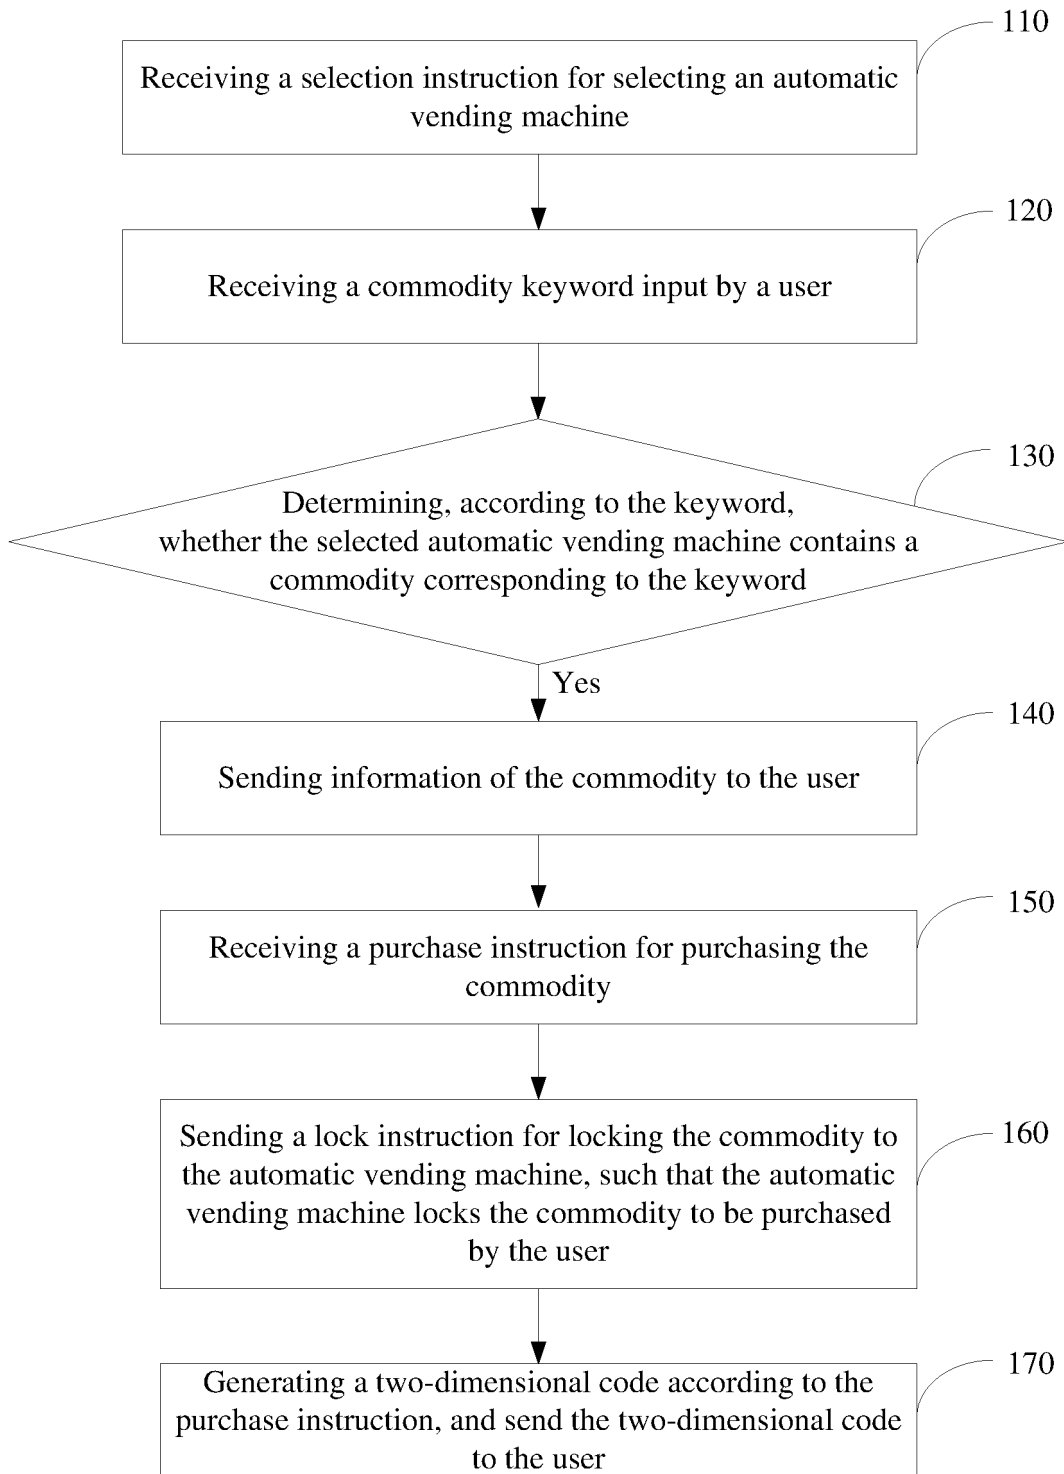 110
Receiving a selection instruction for selecting an automatic
vending machine
120
Receiving a commodity keyword input by a user
130
Determining, according to the keyword,
whether the selected automatic vending machine contains a
commodity corresponding to the keyword
Yes
140
Sending information of the commodity to the user
150
Receiving a purchase instruction for purchasing the
commodity
160
Sending a lock instruction for locking the commodity to
the automatic vending machine, such that the automatic
vending machine locks the commodity to be purchased
by the user
170
Generating a two-dimensional code according to the
purchase instruction, and send the two-dimensional code
to the user